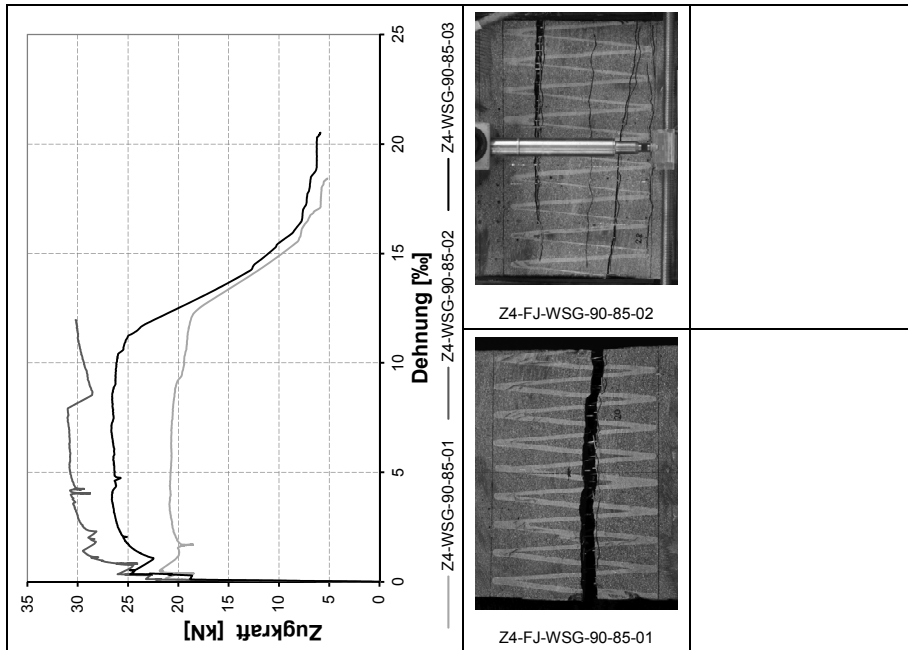 Zugkraft [kN]
35
30
25
20
15
10
5
0
0
5
10
15
20
25
Dehnung [‰]
Z4-WSG-90-85-01
Z4-WSG-90-85-02
Z4-WSG-90-85-03
Z4-FJ-WSG-90-85-02
Z4-FJ-WSG-90-85-01